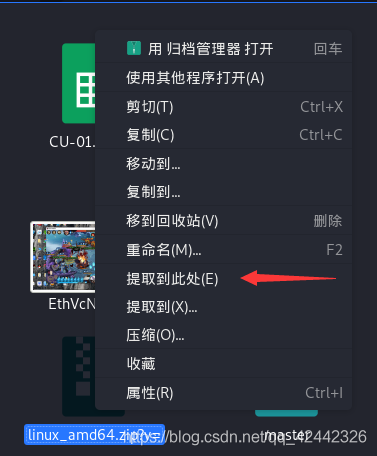 用 归档管理器 打开 回车
使用其他程序打开(A)
剪切(T) Ctrl+X
CU-01.
复制(C) Ctrl+C
移动到...
复制到...
移到回收站(V) 删除
重命名(M)... F2
提取到此处(E)
EthVcN
提取到(X)...
压缩(O)...
收藏
属性(R) Ctrl+I
linux_amd64.zip?v=
master
https://blog.csdn.net/qq_42442326